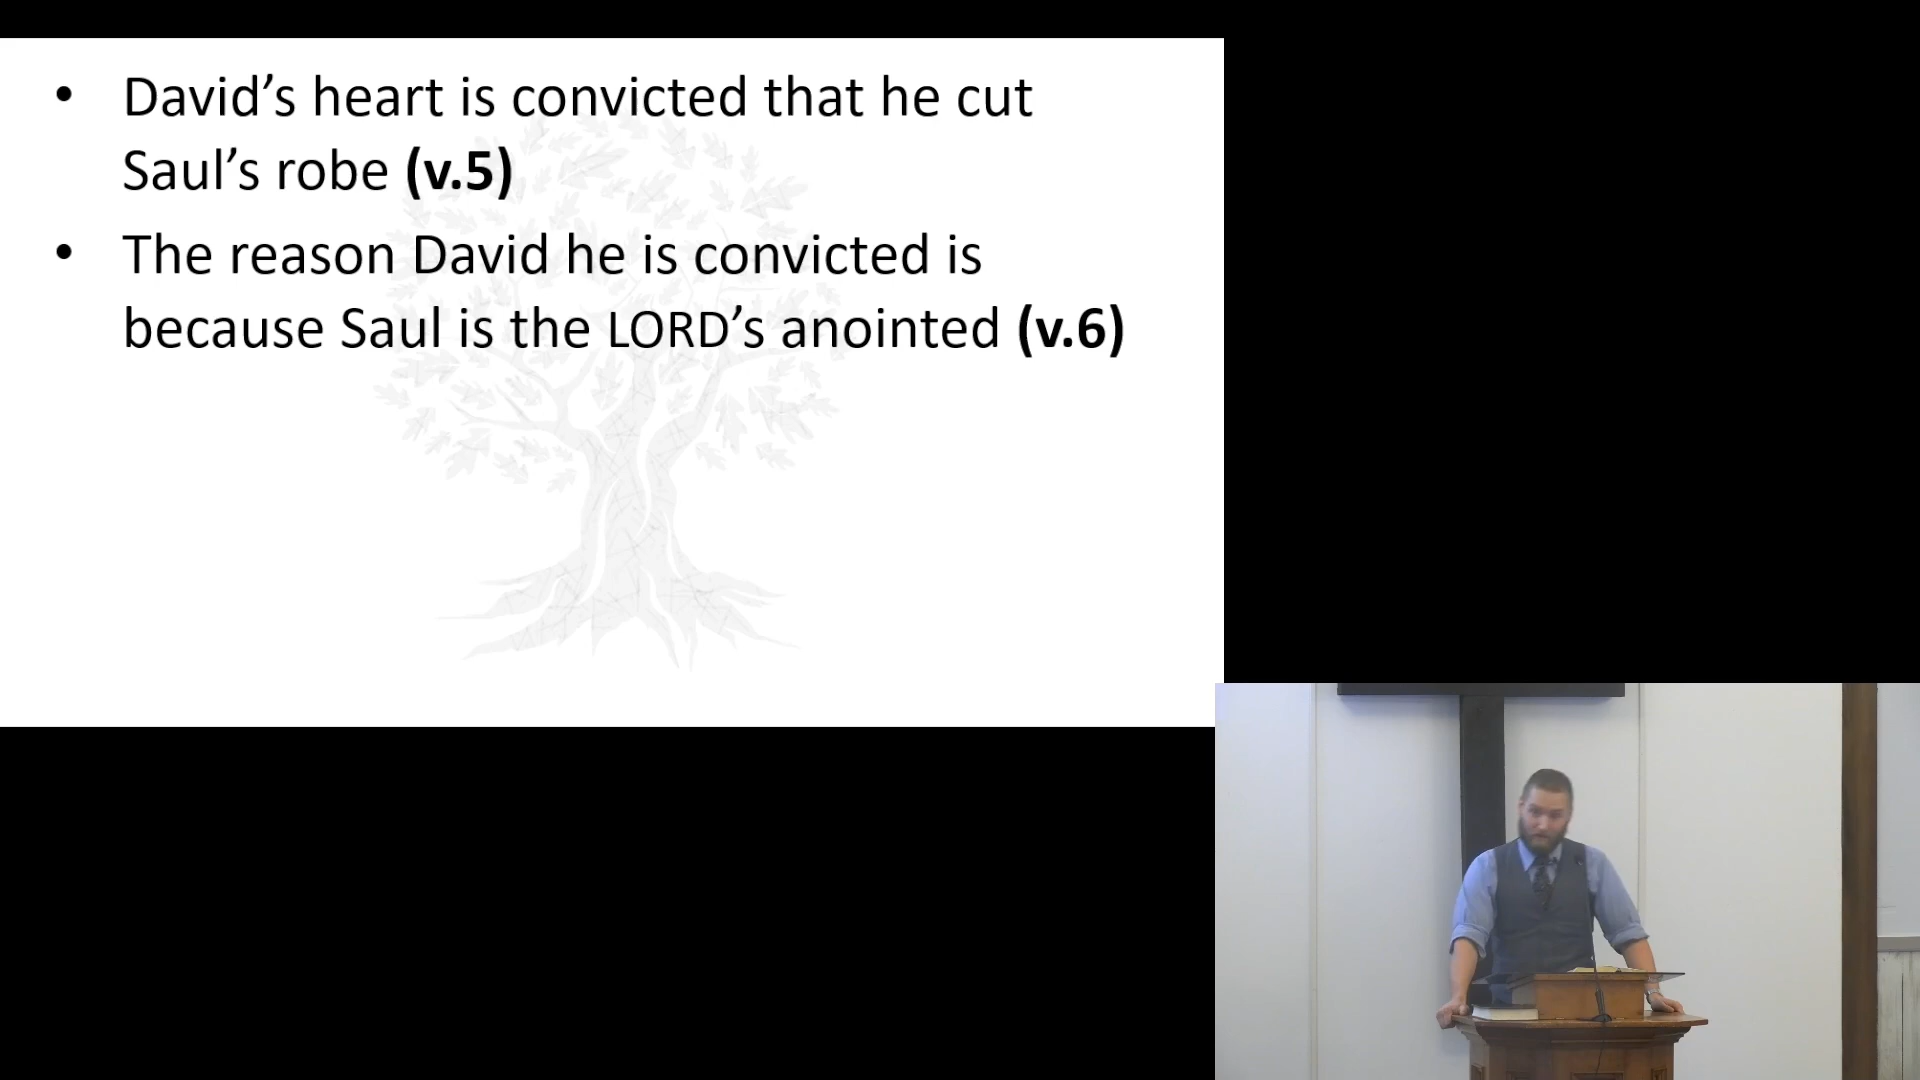 • David’s heart is convicted that he cut
Saul’s robe (v.5)
• The reason David he is convicted is
because Saul is the LORD’s anointed (v.6)